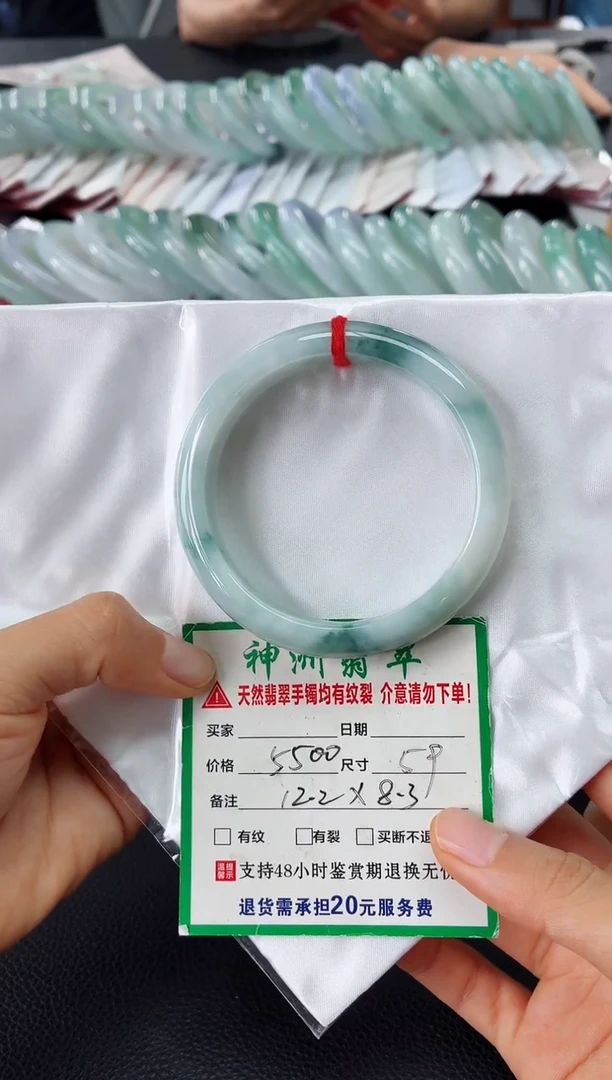 神洲翡翠
天然翡翠手镯均有纹裂 介意请勿下单!
买家 日期
价格 5500 尺寸 59
备注 12.2 X 8.3
有纹 有裂 买断不退
温馨提示 支持48小时鉴赏期退换无忧
退货需承担20元服务费